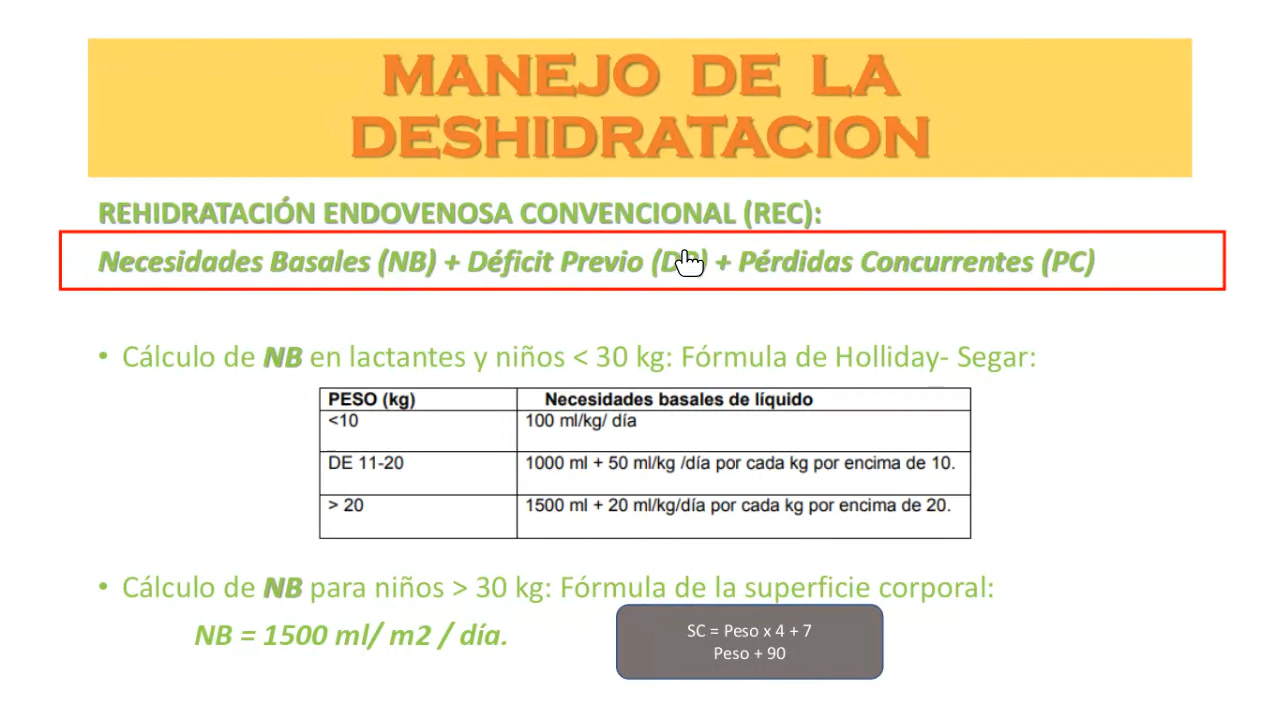 MANEJO DE LA
DESHIDRATACION
REHIDRATACIÓN ENDOVENOSA CONVENCIONAL (REC):
Necesidades Basales (NB) + Déficit Previo (DP) + Pérdidas Concurrentes (PC)
• Cálculo de NB en lactantes y niños < 30 kg: Fórmula de Holliday- Segar:
PESO (kg) Necesidades basales de líquido
<10 100 ml/kg/ día
DE 11-20 1000 ml + 50 ml/kg /día por cada kg por encima de 10.
> 20 1500 ml + 20 ml/kg/día por cada kg por encima de 20.
• Cálculo de NB para niños > 30 kg: Fórmula de la superficie corporal:
NB = 1500 ml/ m2 / día.
SC = Peso x 4 + 7
Peso + 90